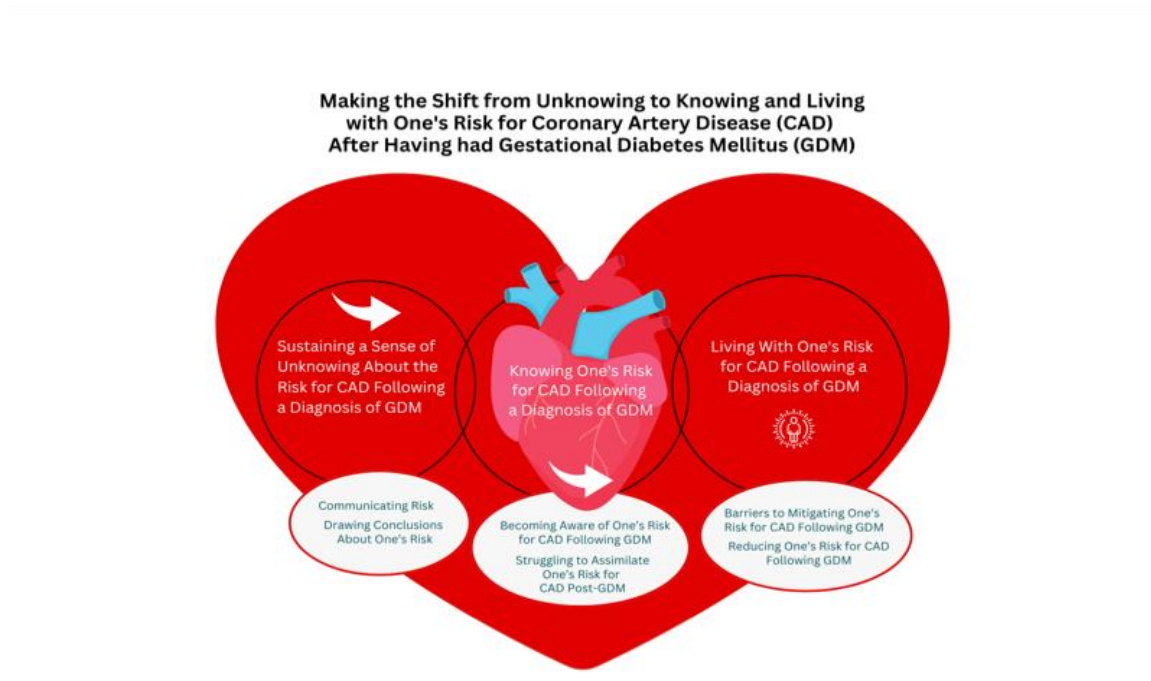 Making the Shift from Unknowing to Knowing and Living
with One's Risk for Coronary Artery Disease (CAD)
After Having had Gestational Diabetes Mellitus (GDM)
Sustaining a Sense of
Unknowing About the
Risk for CAD Following
a Diagnosis of GDM
Knowing One's Risk
for CAD Following
a Diagnosis of GDM
Living With One's Risk
for CAD Following a
Diagnosis of GDM
Communicating Risk
Drawing Conclusions
About One's Risk
Becoming Aware of One's Risk
for CAD Following GDM
Struggling to Assimilate
One's Risk for
CAD Post-GDM
Barriers to Mitigating One's
Risk for CAD Following GDM
Reducing One's Risk for CAD
Following GDM